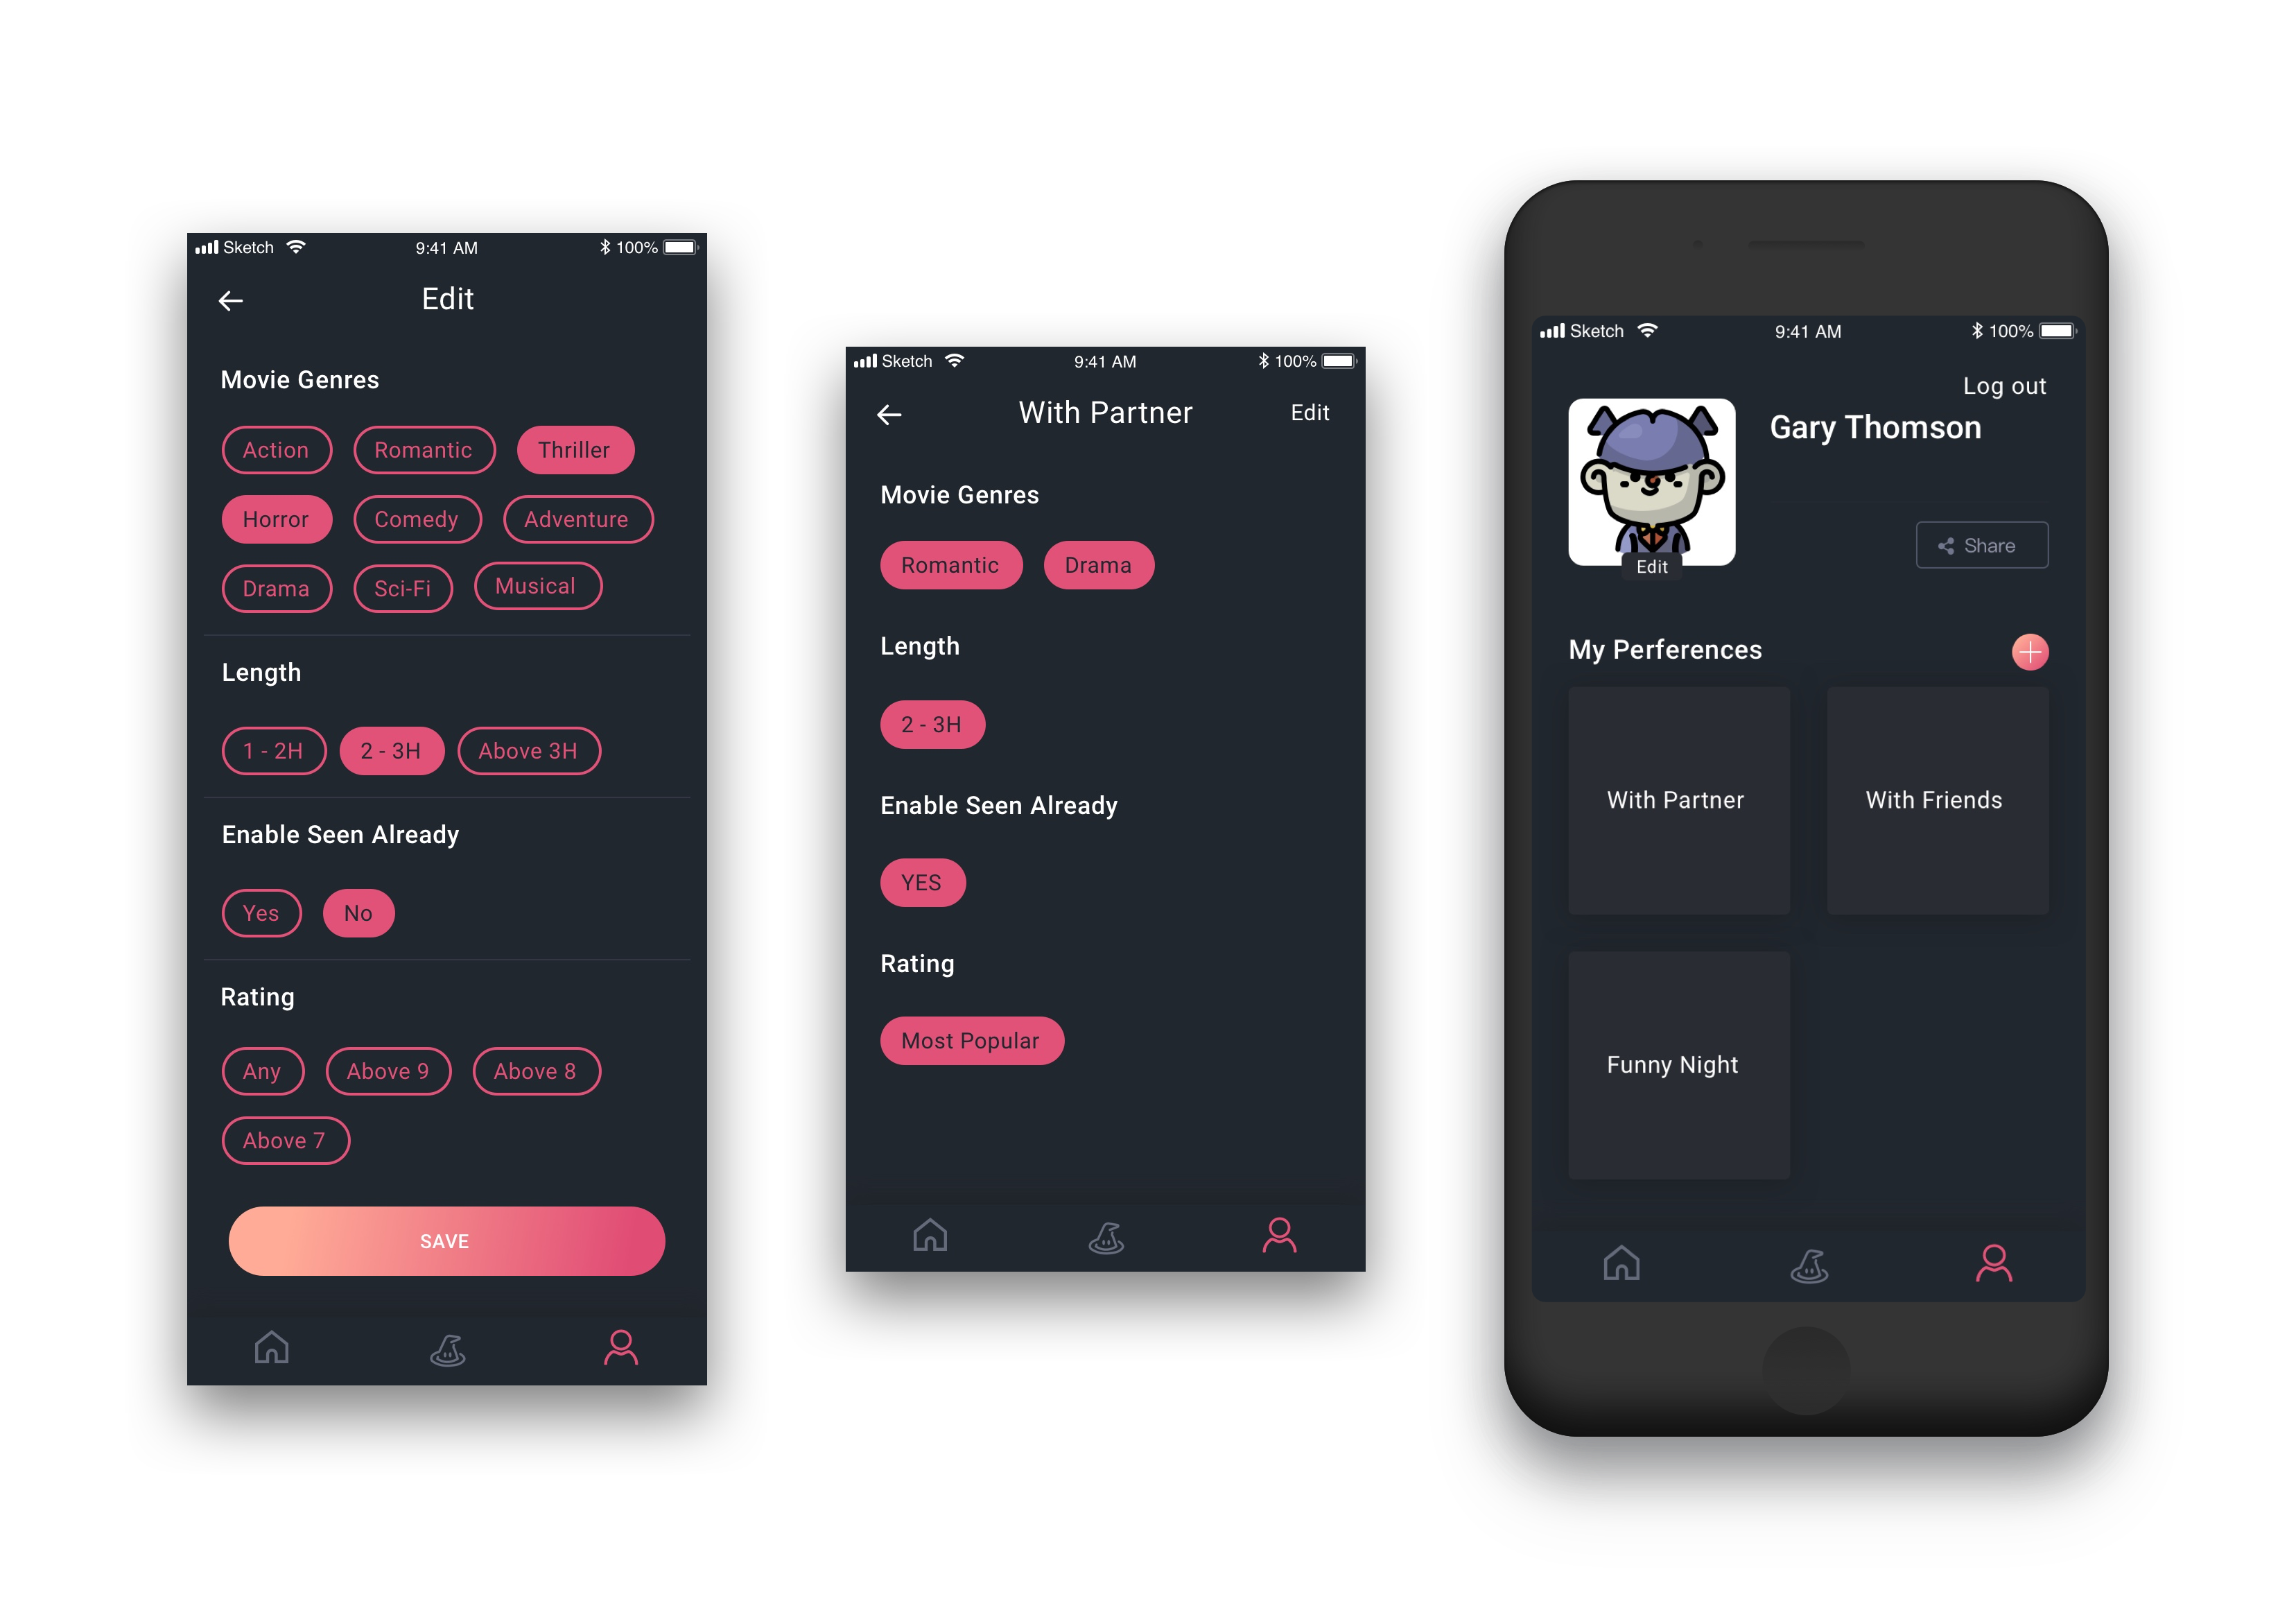 Sketch 9:41 AM 100%
Edit
Movie Genres
Action Romantic Thriller
Horror Comedy Adventure
Drama Sci-Fi Musical
Length
1 - 2H 2 - 3H Above 3H
Enable Seen Already
Yes No
Rating
Any Above 9 Above 8
Above 7
SAVE
Sketch 9:41 AM 100%
With Partner Edit
Movie Genres
Romantic Drama
Length
2 - 3H
Enable Seen Already
YES
Rating
Most Popular
Sketch 9:41 AM 100%
Log out
Gary Thomson
Share
Edit
My Perferences
With Partner With Friends
Funny Night